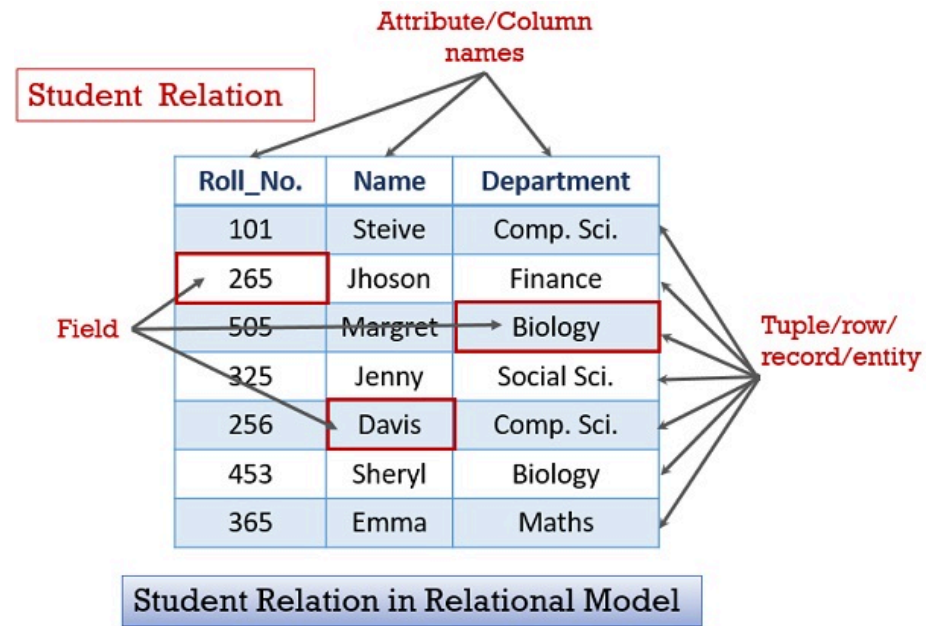 Attribute/Column
names
Student Relation
Roll_No. Name Department
101 Steive Comp. Sci.
265 Jhoson Finance
505 Margret Biology
325 Jenny Social Sci.
256 Davis Comp. Sci.
453 Sheryl Biology
365 Emma Maths
Field
Tuple/row/
record/entity
Student Relation in Relational Model